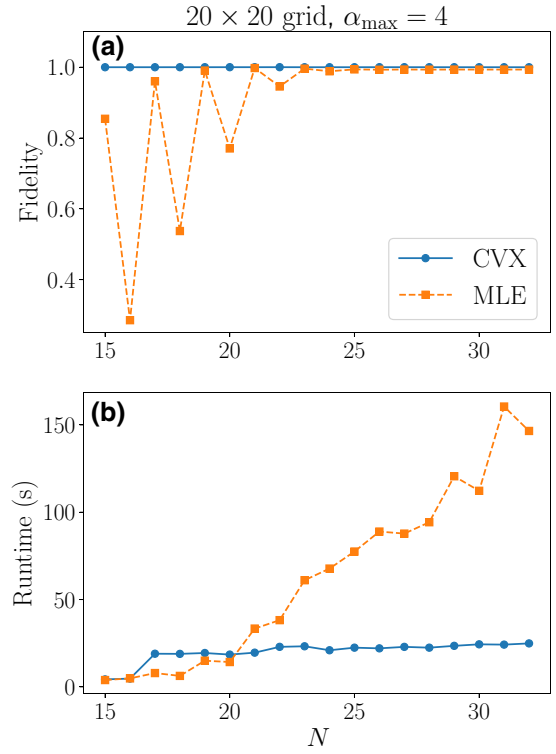 20 × 20 grid, α_max = 4
(a)
1.0
0.8
0.6
0.4
Fidelity
CVX
MLE
15 20 25 30
(b)
150
100
50
0
Runtime (s)
15 20 25 30
N